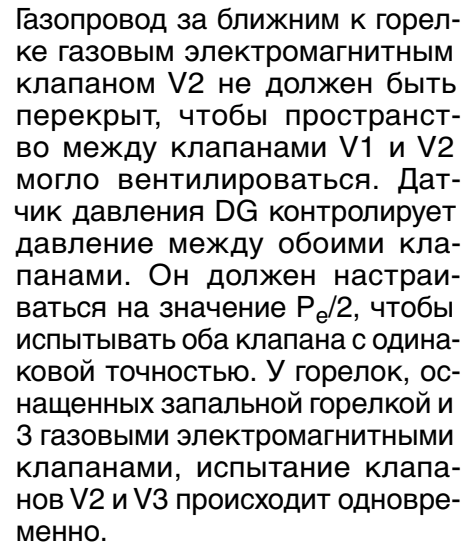 Газопровод за ближним к горел-
ке газовым электромагнитным
клапаном V2 не должен быть
перекрыт, чтобы пространст-
во между клапанами V1 и V2
могло вентилироваться. Дат-
чик давления DG контролирует
давление между обоими кла-
панами. Он должен настраи-
ваться на значение Pe/2, чтобы
испытывать оба клапана с одина-
ковой точностью. У горелок, ос-
нащенных запальной горелкой и
3 газовыми электромагнитными
клапанами, испытание клапа-
нов V2 и V3 происходит одновре-
менно.